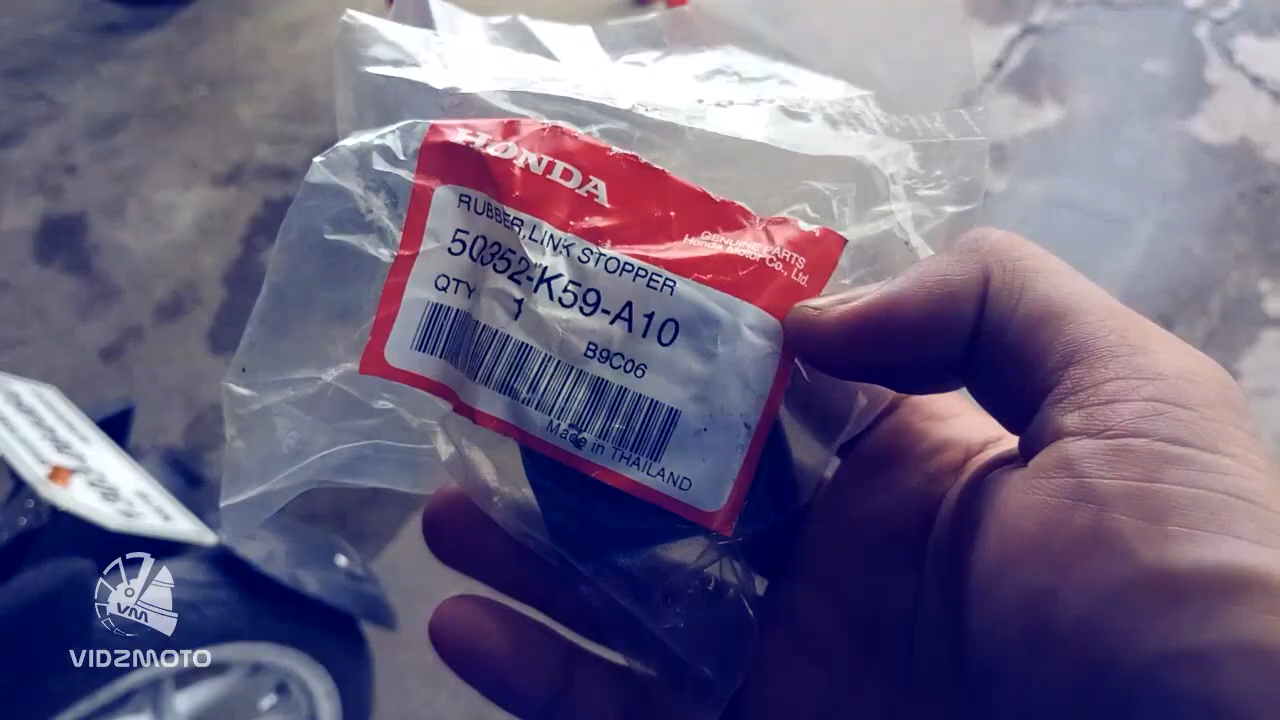 HONDA
GENUINE PARTS
Honda Motor Co., Ltd.
RUBBER,LINK STOPPER
50352-K59-A10
QTY 1
B9C06
Made in THAILAND
VM
VIDZMOTO